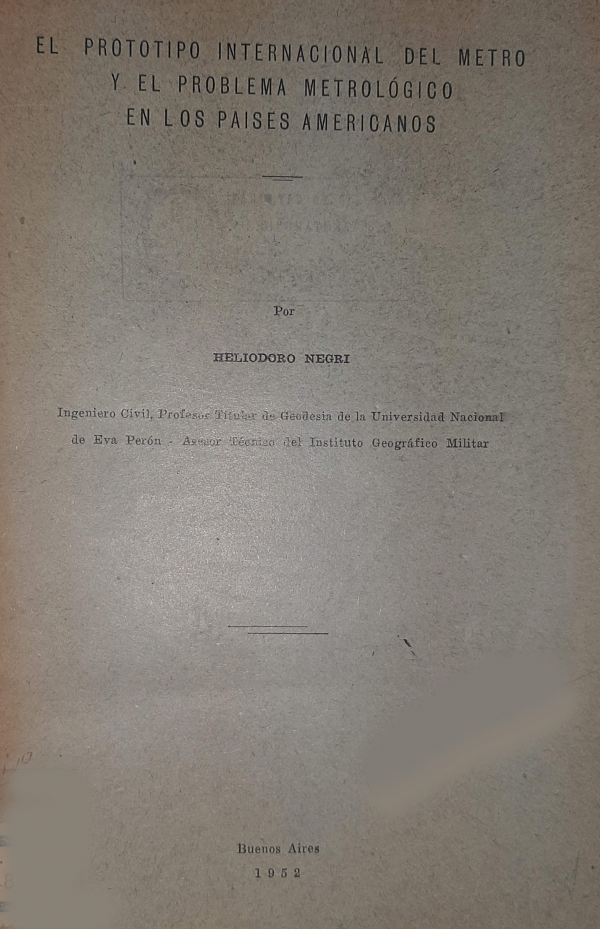 EL PROTOTIPO INTERNACIONAL DEL METRO
Y EL PROBLEMA METROLÓGICO
EN LOS PAISES AMERICANOS
Por
HELIODORO NEGRI
Ingeniero Civil, Profesor Titular de Geodesia de la Universidad Nacional
de Eva Perón - Asesor Técnico del Instituto Geográfico Militar
Buenos Aires
1952